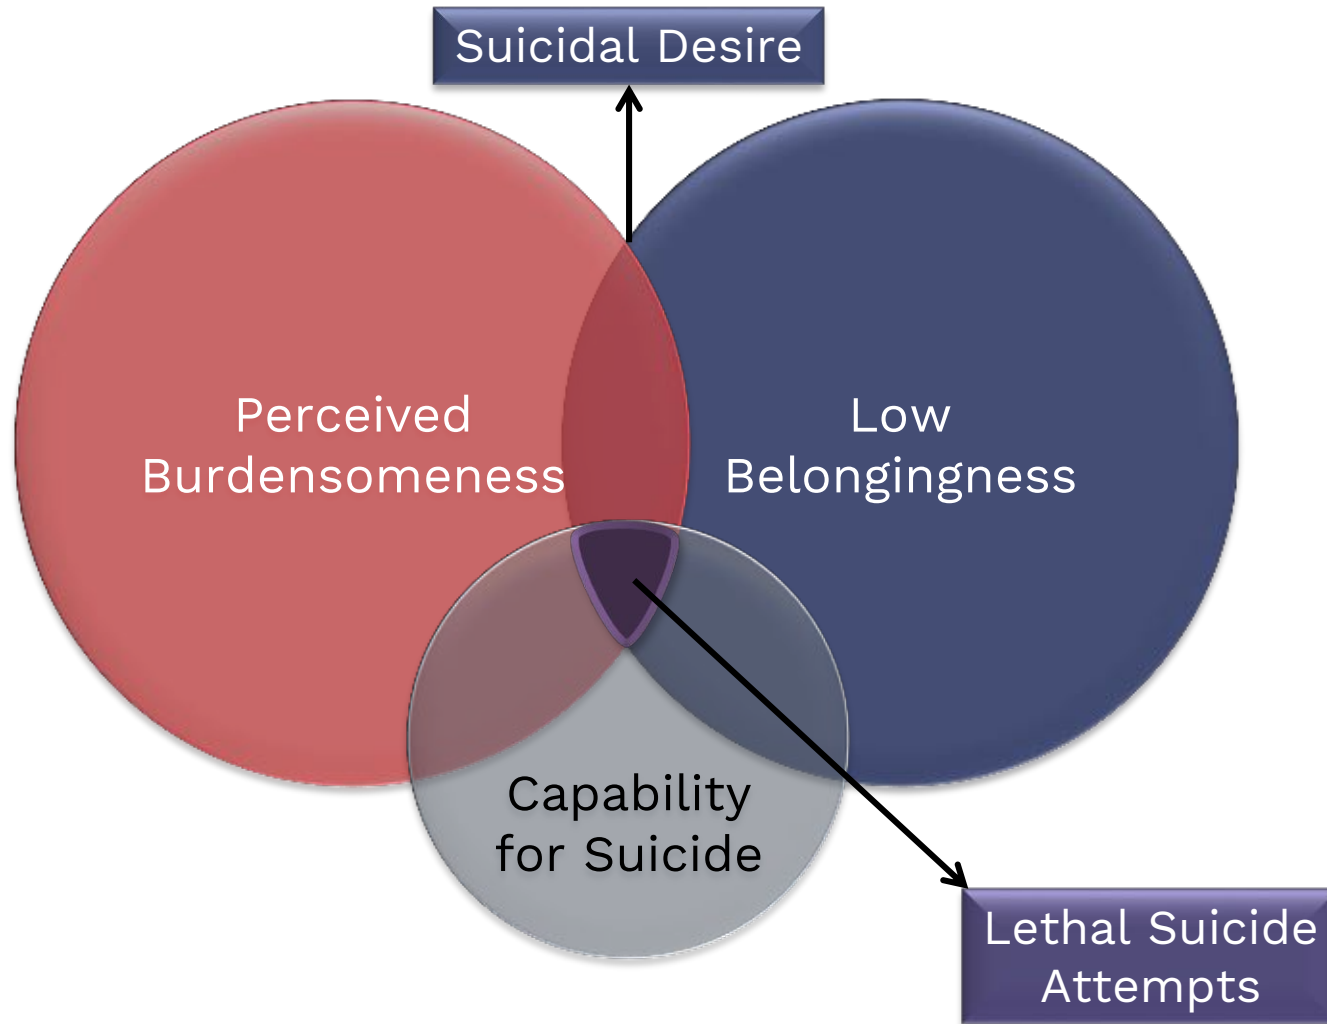 Suicidal Desire
Perceived
Burdensomeness
Low
Belongingness
Capability
for Suicide
Lethal Suicide
Attempts